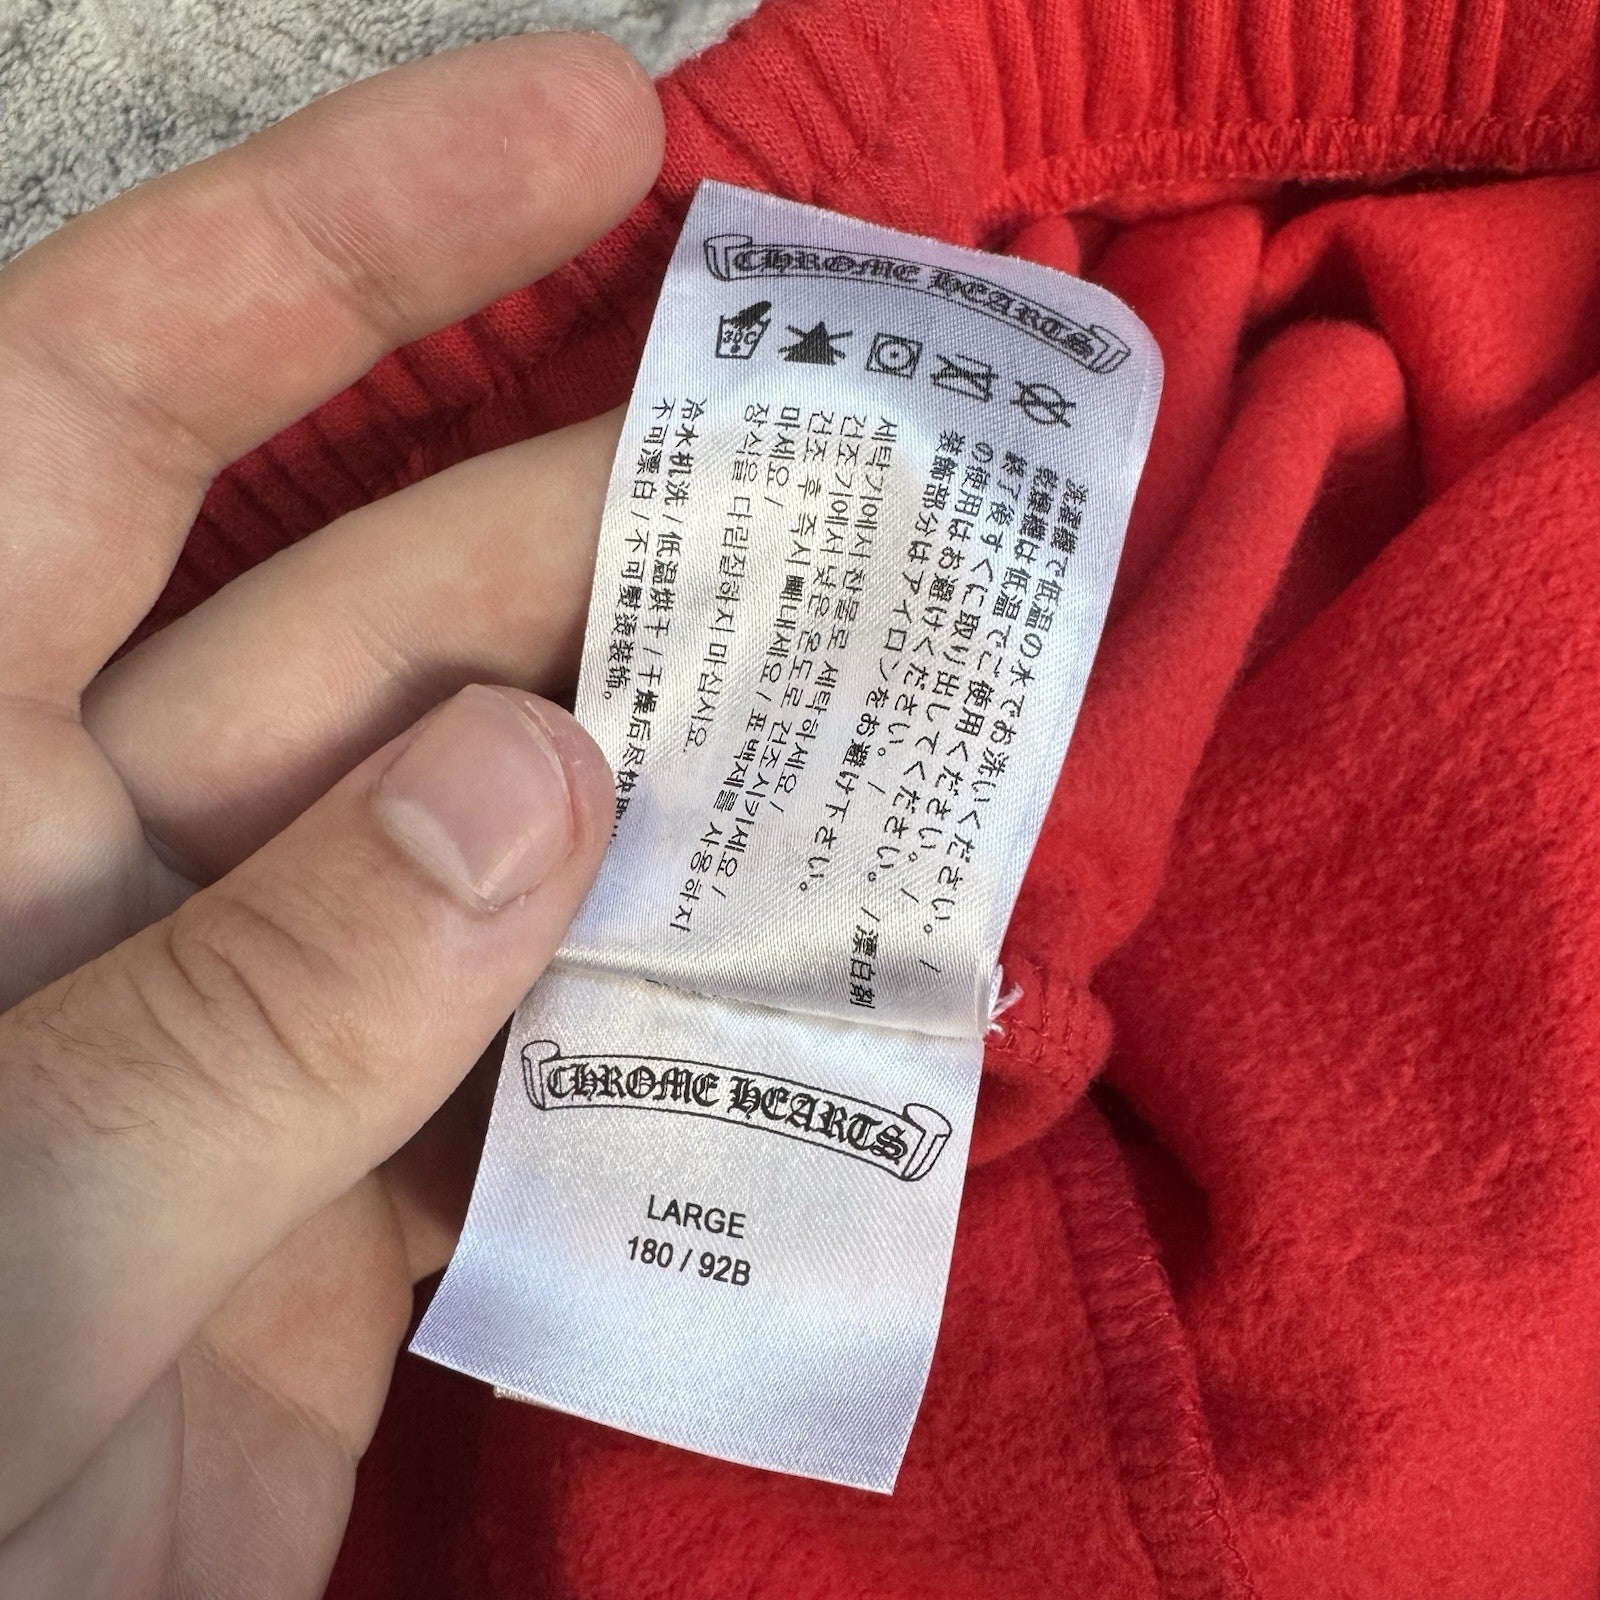 CHROME HEARTS
30C
洗濯機で低温の水でお洗いください。/
乾燥機は低温でご使用ください。/
終了後すぐに取り出してください。/漂白剤
の使用はお避けください。/
装飾部分はアイロンをお避け下さい。
세탁기에서 찬물로 세탁하세요/
건조기에서 낮은 온도로 건조시키세요/
건조 후 즉시 빼내세요/표백제를 사용하지
마세요/
장식을 다림질하지 마십시오.
冷水机洗/低温烘干/干燥后尽快
不可漂白/不可熨烫装饰。
CHROME HEARTS
LARGE
180 / 92B